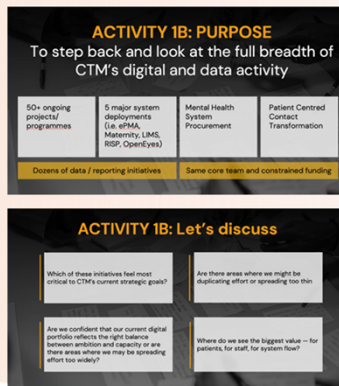 ACTIVITY 1B: PURPOSE
To step back and look at the full breadth of
CTM's digital and data activity
50+ ongoing
projects/
programmes
5 major system
deployments
(i.e. ePMA,
Maternity, LIMS,
RISP, OpenEyes)
Mental Health
System
Procurement
Patient Centred
Contact
Transformation
Dozens of data / reporting initiatives
Same core team and constrained funding
ACTIVITY 1B: Let's discuss
Which of these initiatives feel most
critical to CTM's current strategic goals?
Are there areas where we might be
duplicating effort or spreading too thin
Are we confident that our current digital
portfolio reflects the right balance
between ambition and capacity or are
there areas where we may be spreading
effort too widely?
Where do we see the biggest value — for
patients, for staff, for system flow?